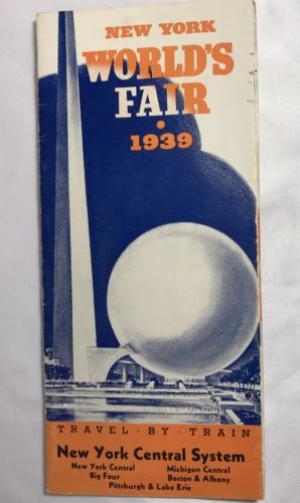 NEW YORK
WORLD'S
FAIR
1939
TRAVEL · BY · TRAIN
New York Central System
New York Central Michigan Central
Big Four Boston & Albany
Pittsburgh & Lake Erie